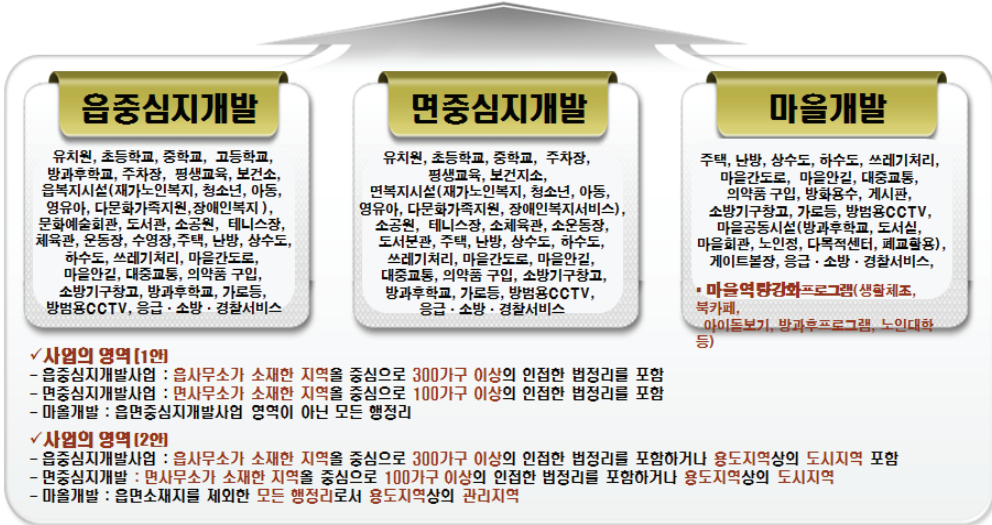 읍중심지개발
유치원, 초등학교, 중학교, 고등학교,
방과후학교, 주차장, 평생교육, 보건소,
읍복지시설(재가노인복지, 청소년, 아동,
영유아, 다문화가족지원,장애인복지 ),
문화예술회관, 도서관, 소공원, 테니스장,
체육관, 운동장, 수영장,주택, 난방, 상수도,
하수도, 쓰레기처리, 마을간도로,
마을안길, 대중교통, 의약품 구입,
소방기구창고, 방과후학교, 가로등,
방범용CCTV, 응급 · 소방 · 경찰서비스
면중심지개발
유치원, 초등학교, 중학교, 주차장,
평생교육, 보건지소,
면복지시설(재가노인복지, 청소년, 아동,
영유아, 다문화가족지원, 장애인복지서비스),
소공원, 테니스장, 소체육관, 소운동장,
도서분관, 주택, 난방, 상수도, 하수도,
쓰레기처리, 마을간도로, 마을안길,
대중교통, 의약품 구입, 소방기구창고,
방과후학교, 가로등, 방범용CCTV,
응급 · 소방 · 경찰서비스
마을개발
주택, 난방, 상수도, 하수도, 쓰레기처리,
마을간도로, 마을안길, 대중교통,
의약품 구입, 방화용수, 게시판,
소방기구창고, 가로등, 방범용CCTV,
마을공동시설(방과후학교, 도서실,
마을회관, 노인정, 다목적센터, 폐교활용),
게이트볼장, 응급 · 소방 · 경찰서비스,
▪ 마을역량강화프로그램(생활체조,
북카페,
아이돌보기, 방과후프로그램, 노인대학
등)
✓사업의 영역[1안]
- 읍중심지개발사업 : 읍사무소가 소재한 지역을 중심으로 300가구 이상의 인접한 법정리를 포함
- 면중심지개발사업 : 면사무소가 소재한 지역을 중심으로 100가구 이상의 인접한 법정리를 포함
- 마을개발 : 읍면중심지개발사업 영역이 아닌 모든 행정리
✓사업의 영역[2안]
- 읍중심지개발사업 : 읍사무소가 소재한 지역을 중심으로 300가구 이상의 인접한 법정리를 포함하거나 용도지역상의 도시지역 포함
- 면중심지개발 : 면사무소가 소재한 지역을 중심으로 100가구 이상의 인접한 법정리를 포함하거나 용도지역상의 도시지역
- 마을개발 : 읍면소재지를 제외한 모든 행정리로서 용도지역상의 관리지역